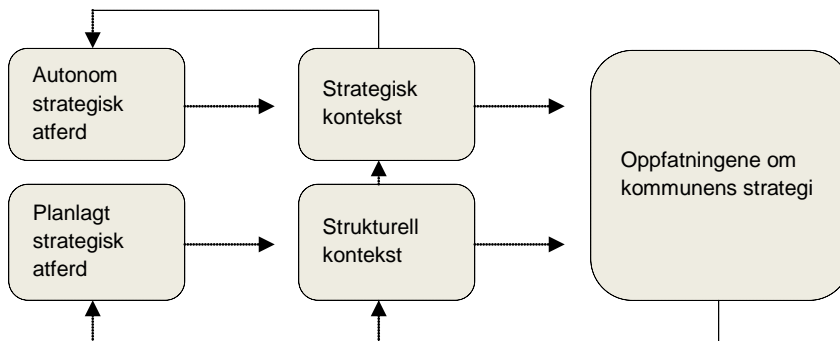 Autonom
strategisk
atferd
Strategisk
kontekst
Oppfatningene om
kommunens strategi
Planlagt
strategisk
atferd
Strukturell
kontekst